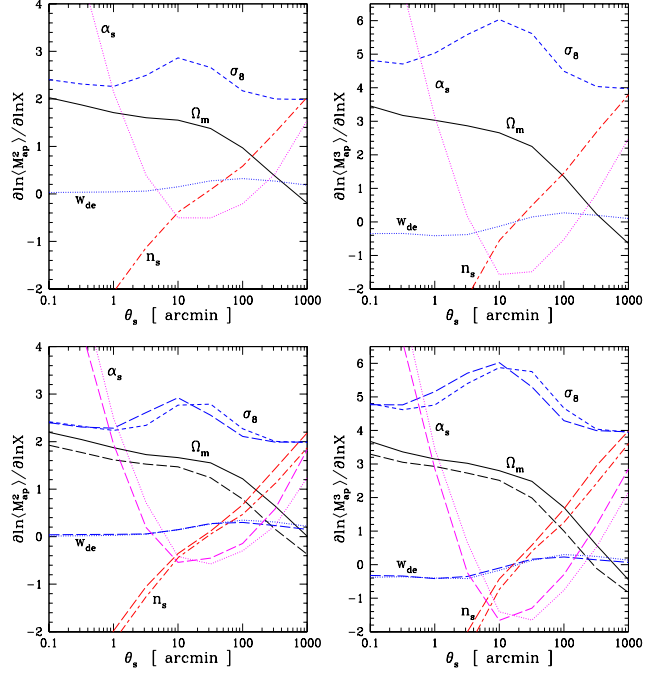 ∂ln⟨M²ap⟩/∂lnX
4
3
2
1
0
−1
−2
αs
σ8
Ωm
wde
ns
0.1 1 10 100 1000
θs [ arcmin ]
∂ln⟨M³ap⟩/∂lnX
6
5
4
3
2
1
0
−1
−2
αs
σ8
Ωm
wde
ns
0.1 1 10 100 1000
θs [ arcmin ]
∂ln⟨M²ap⟩/∂lnX
4
3
2
1
0
−1
−2
αs
σ8
Ωm
wde
ns
0.1 1 10 100 1000
θs [ arcmin ]
∂ln⟨M³ap⟩/∂lnX
6
5
4
3
2
1
0
−1
−2
αs
σ8
Ωm
wde
ns
0.1 1 10 100 1000
θs [ arcmin ]